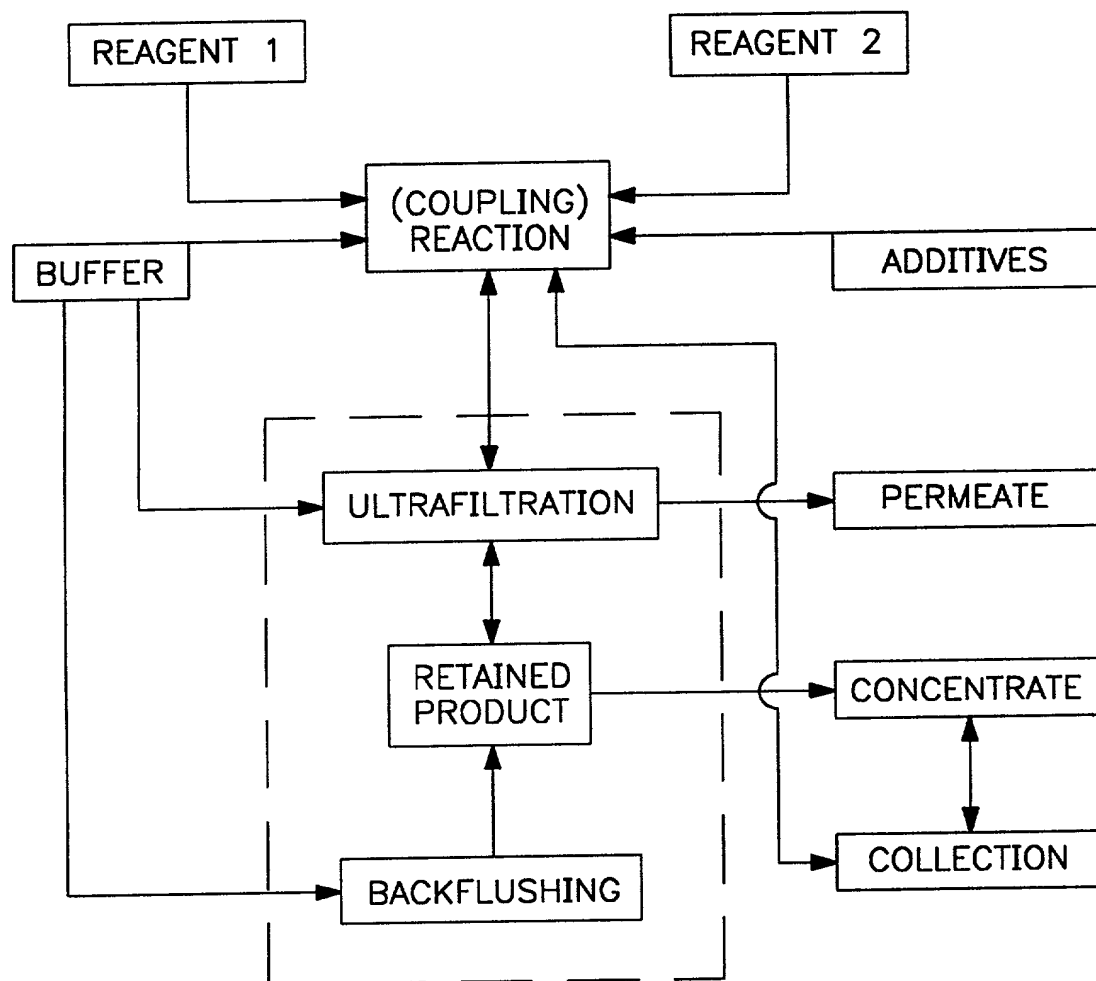 REAGENT 1
REAGENT 2
(COUPLING)
REACTION
BUFFER
ADDITIVES
ULTRAFILTRATION
PERMEATE
RETAINED
PRODUCT
CONCENTRATE
BACKFLUSHING
COLLECTION